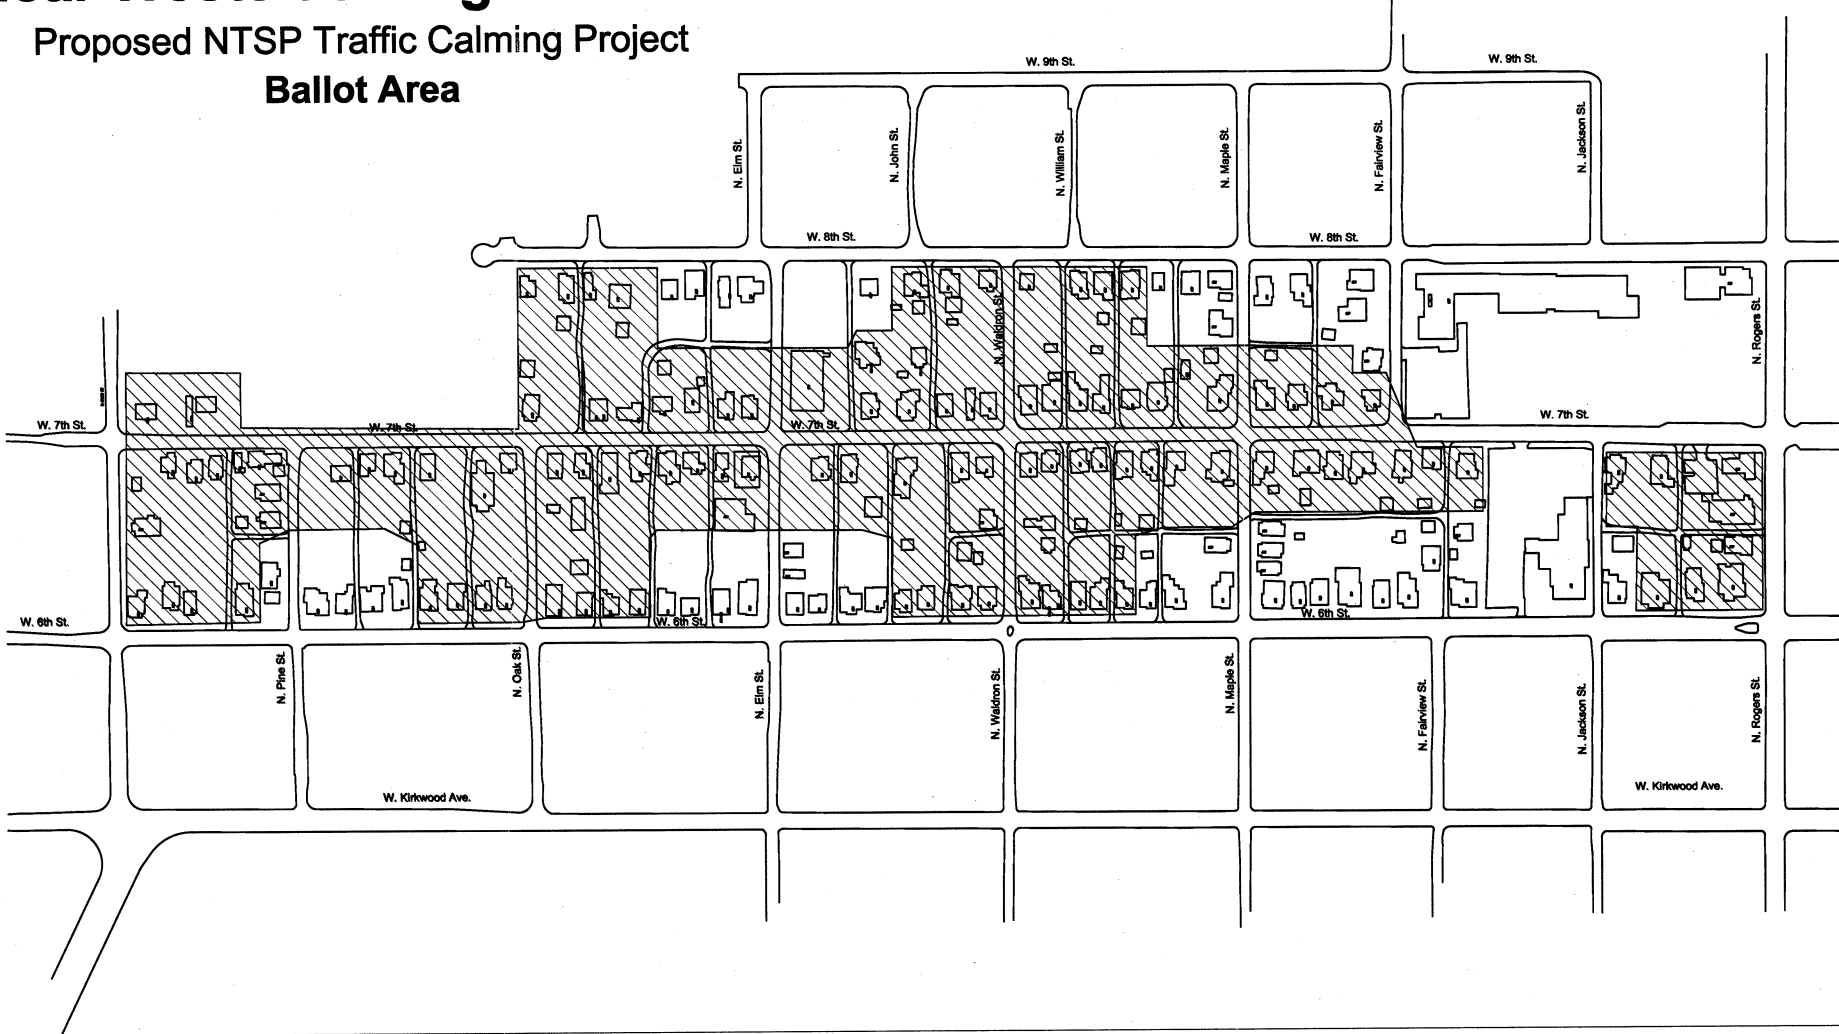 Proposed NTSP Traffic Calming Project
Ballot Area
W. 9th St.
W. 9th St.
N. Elm St.
N. John St.
N. William St.
N. Maple St.
N. Fairview St.
N. Jackson St.
W. 8th St.
W. 8th St.
N. Waldron St.
N. Rogers St.
W. 7th St.
W. 7th St.
W. 7th St.
W. 7th St.
W. 6th St.
W. 6th St.
W. 6th St.
N. Pine St.
N. Oak St.
N. Elm St.
N. Waldron St.
N. Maple St.
N. Fairview St.
N. Jackson St.
N. Rogers St.
W. Kirkwood Ave.
W. Kirkwood Ave.